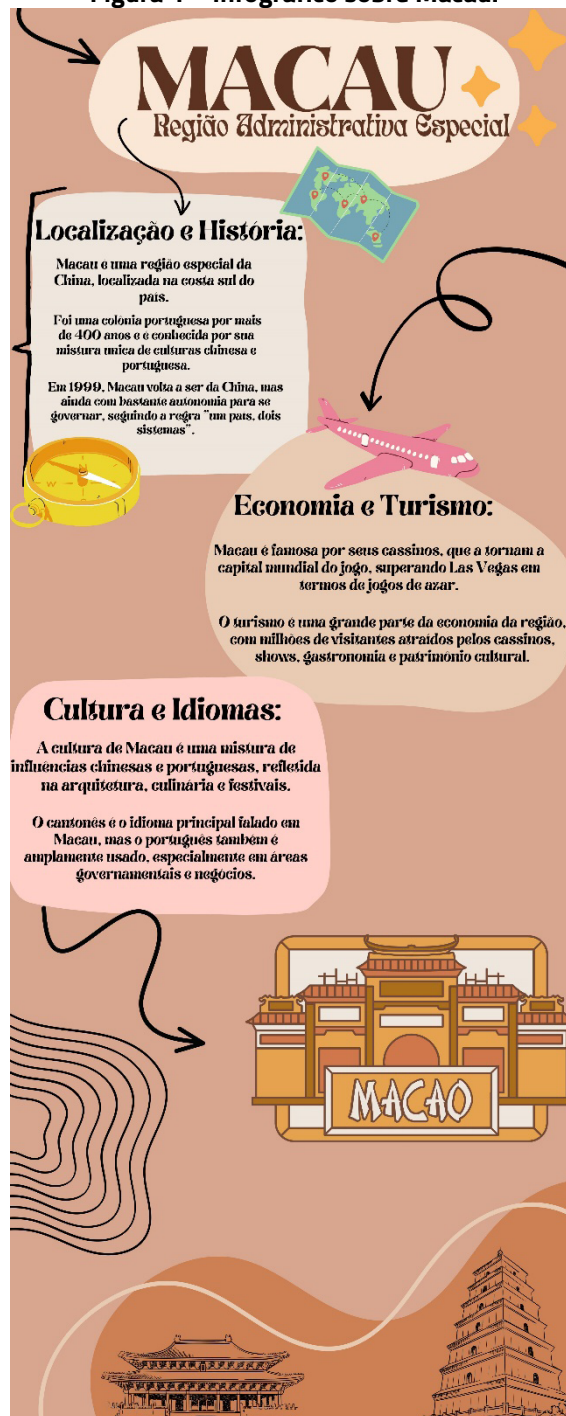 Figura 1 – Infográfico sobre Macau.
MACAU
Região Administrativa Especial
Localização e História:
Macau e uma região especial da
China, localizada na costa sul do
país.
Foi uma colônia portuguesa por mais
de 400 anos e e conhecida por sua
mistura unica de culturas chinesa e
portuguesa.
Em 1999, Macau volta a ser da China, mas
ainda com bastante autonomia para se
governar, seguindo a regra "um país, dois
sistemas".
W
Economia e Turismo:
Macau é famosa por seus cassinos, que a tornam a
capital mundial do jogo, superando Las Vegas em
termos de jogos de azar.
O turismo é uma grande parte da economia da região,
com milhões de visitantes atraídos pelos cassinos,
shows, gastronomia e patrimônio cultural.
Cultura e Idiomas:
A cultura de Macau é uma mistura de
influências chinesas e portuguesas, refletida
na arquitetura, culinária e festivais.
O cantonês é o idioma principal falado em
Macau, mas o português também é
amplamente usado, especialmente em áreas
governamentais e negócios.
MACAO